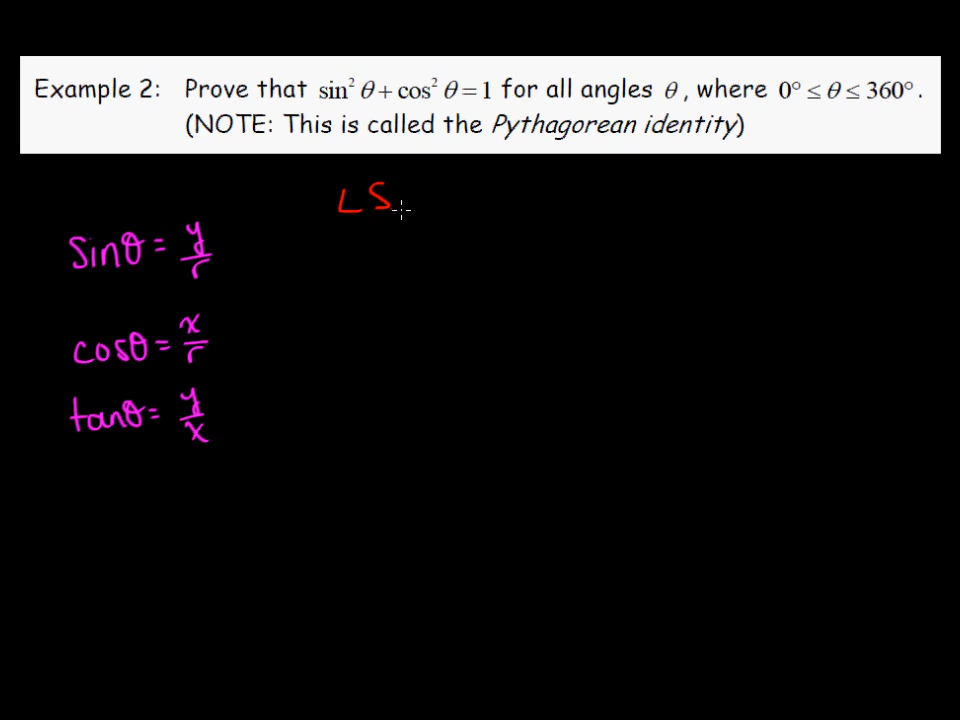 Example 2: Prove that sin² θ + cos² θ = 1 for all angles θ, where 0° ≤ θ ≤ 360°.
(NOTE: This is called the Pythagorean identity)
LS
sinθ = y/r
cosθ = x/r
tanθ = y/x